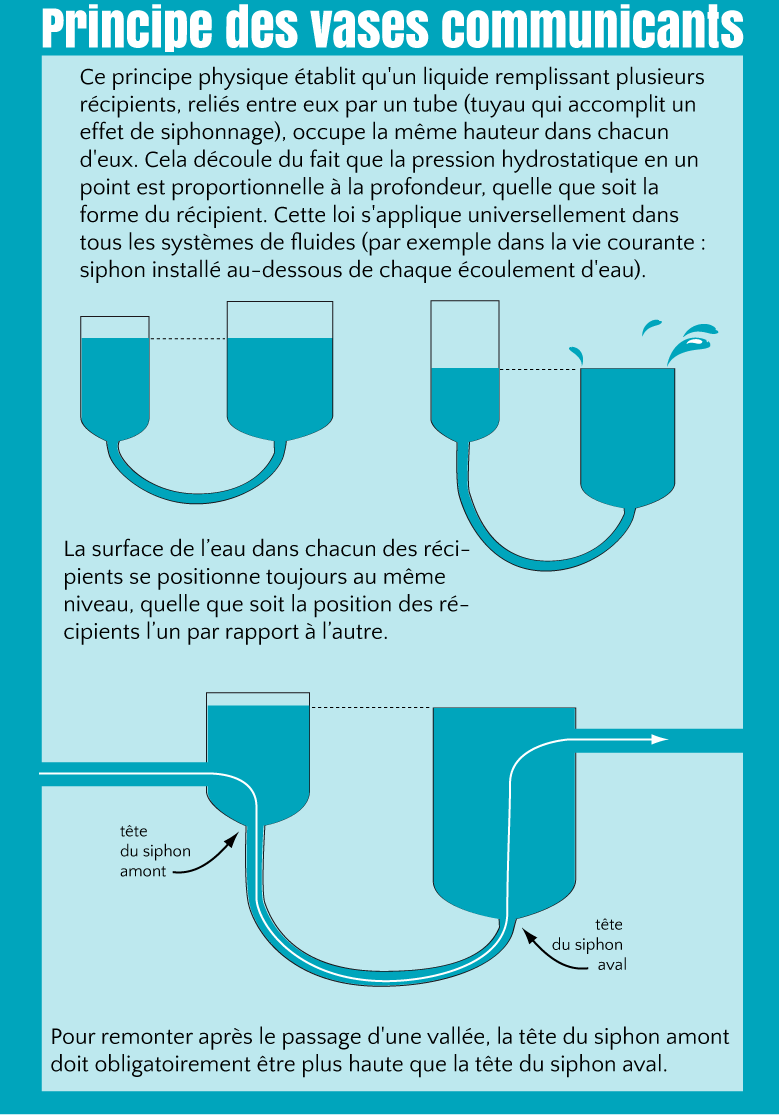 Principe des vases communicants
Ce principe physique établit qu'un liquide remplissant plusieurs
récipients, reliés entre eux par un tube (tuyau qui accomplit un
effet de siphonnage), occupe la même hauteur dans chacun
d'eux. Cela découle du fait que la pression hydrostatique en un
point est proportionnelle à la profondeur, quelle que soit la
forme du récipient. Cette loi s'applique universellement dans
tous les systèmes de fluides (par exemple dans la vie courante :
siphon installé au-dessous de chaque écoulement d'eau).
La surface de l’eau dans chacun des réci-
pients se positionne toujours au même
niveau, quelle que soit la position des ré-
cipients l’un par rapport à l’autre.
tête
du siphon
amont
tête
du siphon
aval
Pour remonter après le passage d'une vallée, la tête du siphon amont
doit obligatoirement être plus haute que la tête du siphon aval.